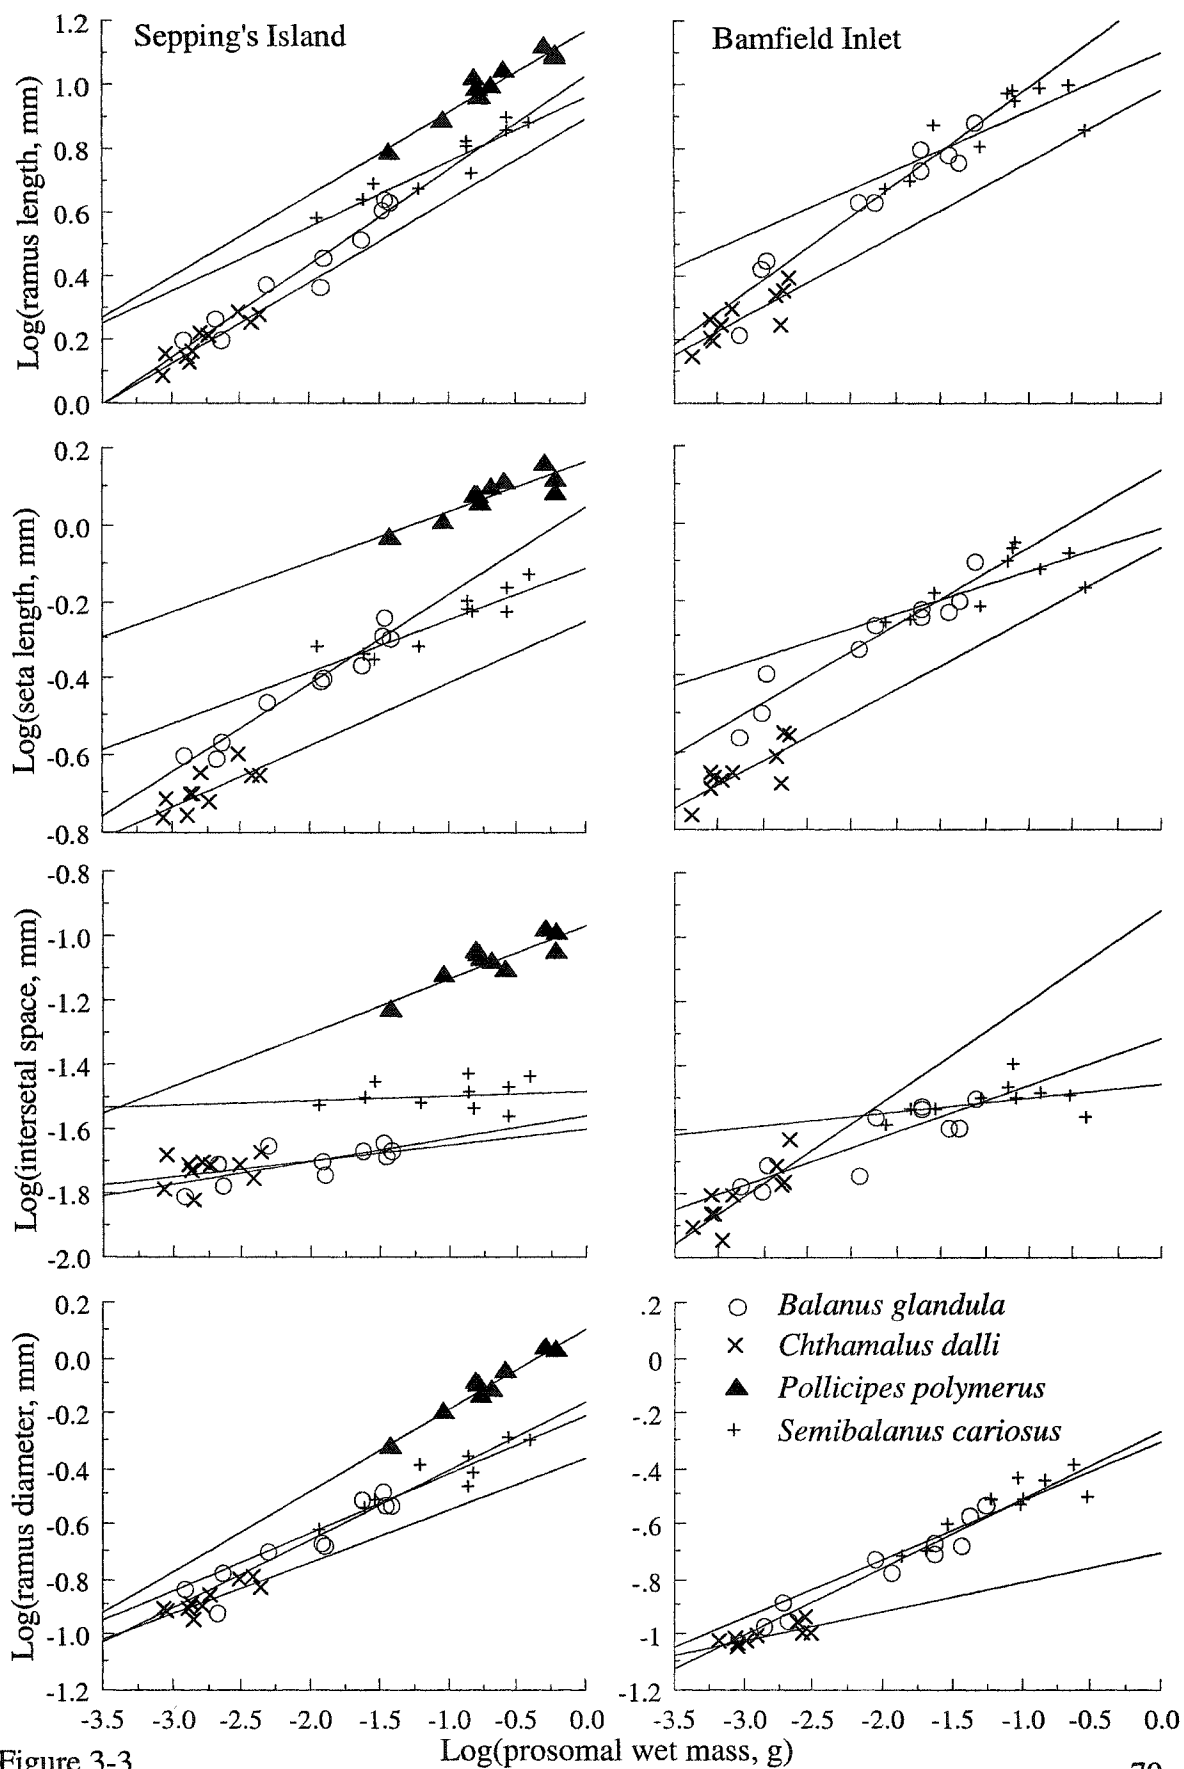 Sepping's Island
Bamfield Inlet
Log(ramus length, mm)
1.2
1.0
0.8
0.6
0.4
0.2
0.0
Log(seta length, mm)
0.2
0.0
-0.2
-0.4
-0.6
-0.8
Log(intersetal space, mm)
-0.8
-1.0
-1.2
-1.4
-1.6
-1.8
-2.0
Log(ramus diameter, mm)
0.2
0.0
-0.2
-0.4
-0.6
-0.8
-1.0
-1.2
.2
0
-.2
-.4
-.6
-.8
-1
-1.2
Balanus glandula
Chthamalus dalli
Pollicipes polymerus
Semibalanus cariosus
-3.5 -3.0 -2.5 -2.0 -1.5 -1.0 -0.5 0.0
-3.5 -3.0 -2.5 -2.0 -1.5 -1.0 -0.5 0.0
Log(prosomal wet mass, g)
Figure 3-3